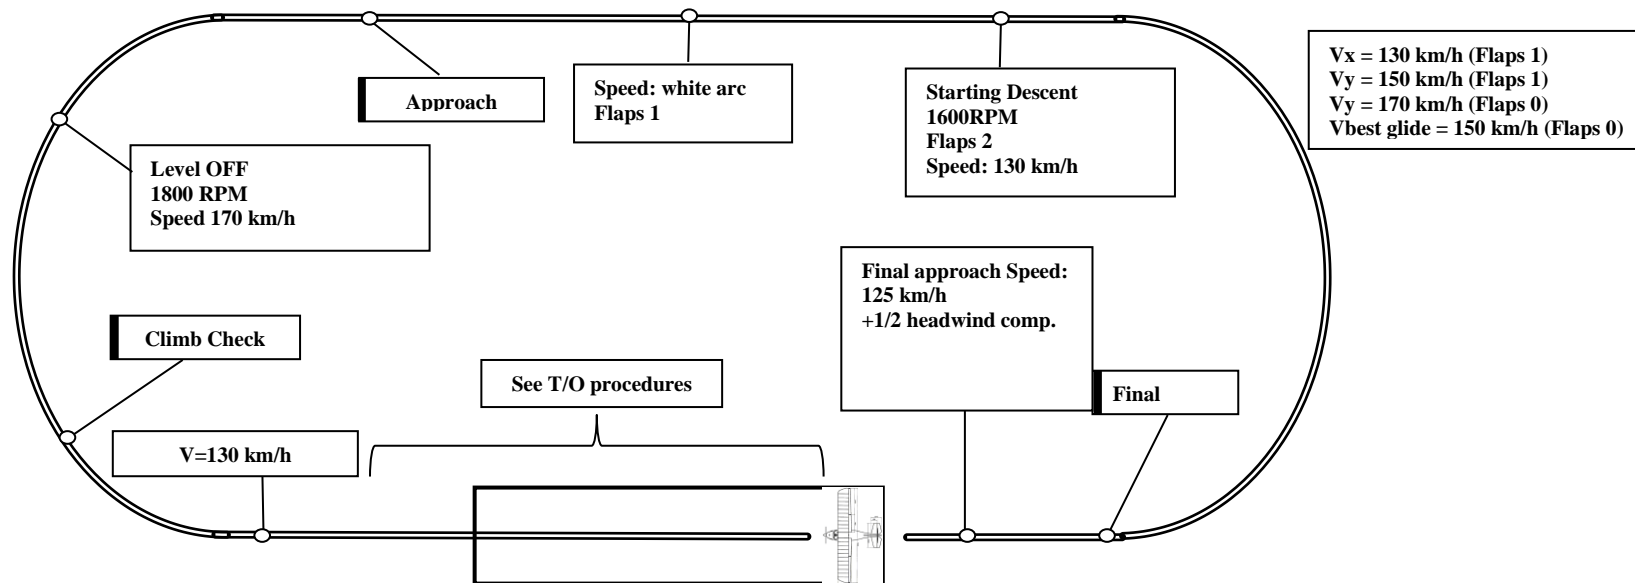 Approach
Speed: white arc
Flaps 1
Starting Descent
1600RPM
Flaps 2
Speed: 130 km/h
Vx = 130 km/h (Flaps 1)
Vy = 150 km/h (Flaps 1)
Vy = 170 km/h (Flaps 0)
Vbest glide = 150 km/h (Flaps 0)
Level OFF
1800 RPM
Speed 170 km/h
Final approach Speed:
125 km/h
+1/2 headwind comp.
Climb Check
See T/O procedures
Final
V=130 km/h